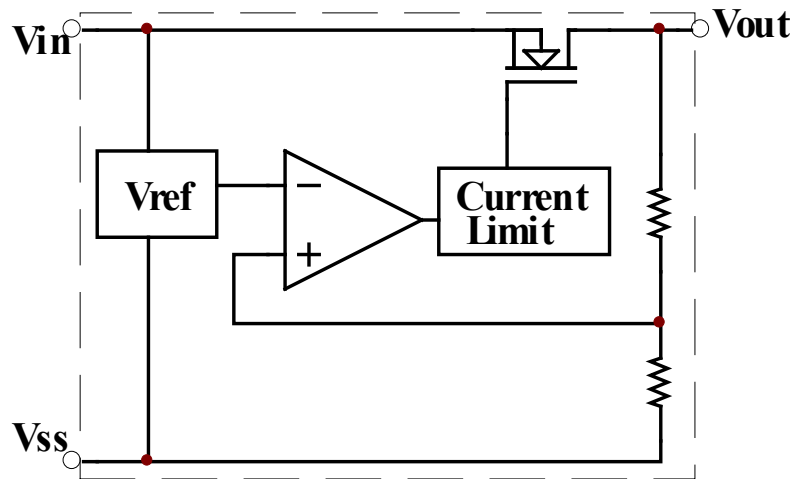 Vin
Vout
Vref
−
+
Current
Limit
Vss